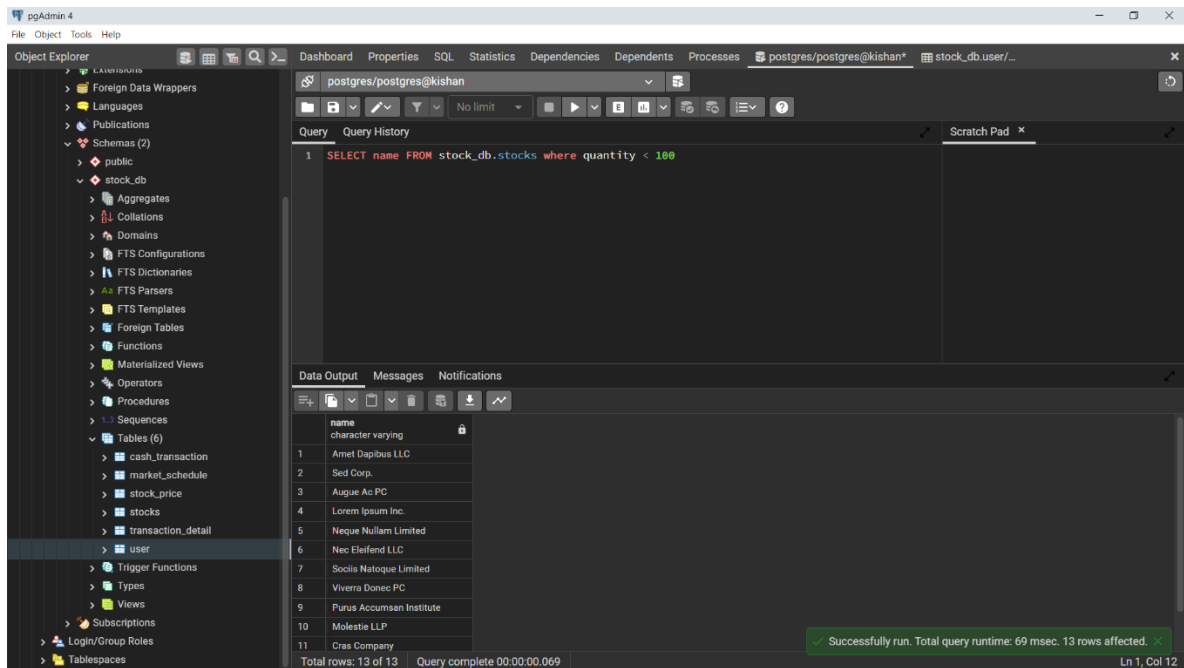 pgAdmin 4
File Object Tools Help
Object Explorer
Dashboard Properties SQL Statistics Dependencies Dependents Processes postgres/postgres@kishan* stock_db.user/...
Extensions
Foreign Data Wrappers
Languages
Publications
Schemas (2)
public
stock_db
Aggregates
Collations
Domains
FTS Configurations
FTS Dictionaries
FTS Parsers
FTS Templates
Foreign Tables
Functions
Materialized Views
Operators
Procedures
Sequences
Tables (6)
cash_transaction
market_schedule
stock_price
stocks
transaction_detail
user
Trigger Functions
Types
Views
Subscriptions
Login/Group Roles
Tablespaces
postgres/postgres@kishan
No limit
Query Query History
Scratch Pad
1 SELECT name FROM stock_db.stocks where quantity < 100
Data Output Messages Notifications
name
character varying
1 Amet Dapibus LLC
2 Sed Corp.
3 Augue Ac PC
4 Lorem Ipsum Inc.
5 Neque Nullam Limited
6 Nec Eleifend LLC
7 Sociis Natoque Limited
8 Viverra Donec PC
9 Purus Accumsan Institute
10 Molestie LLP
11 Cras Company
Successfully run. Total query runtime: 69 msec. 13 rows affected.
Total rows: 13 of 13 Query complete 00:00:00.069 Ln 1, Col 12